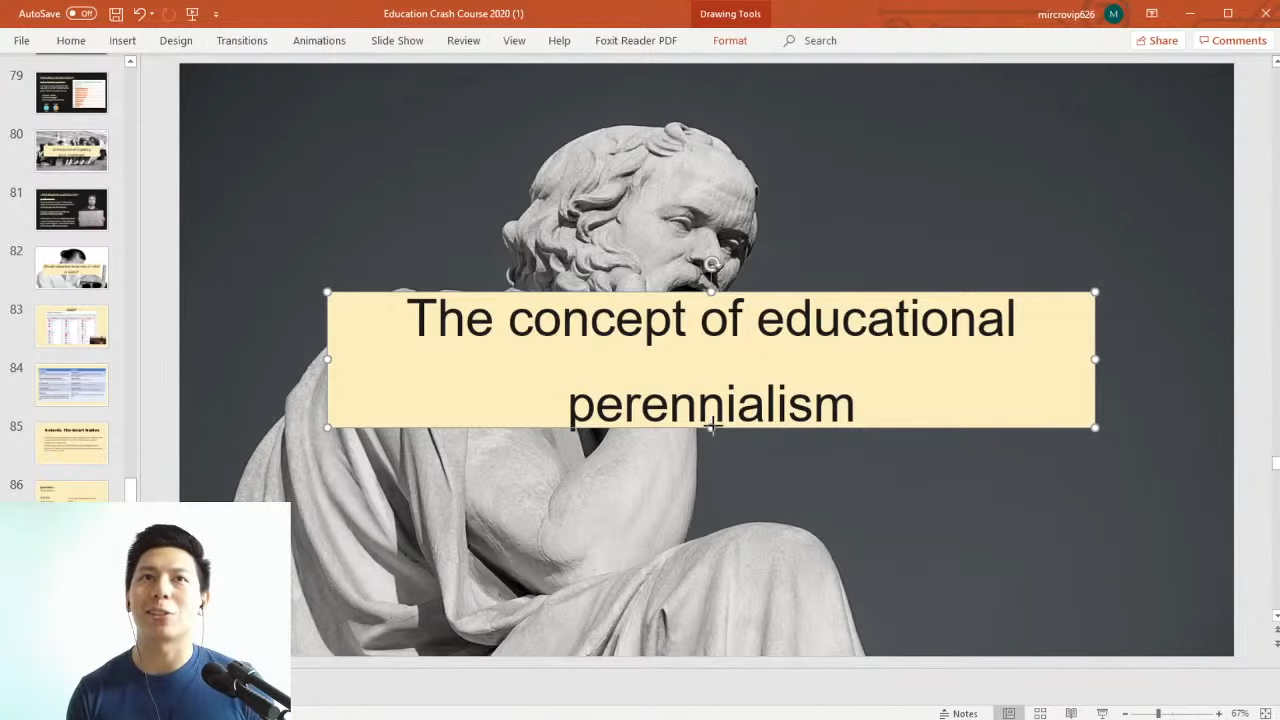 AutoSave Off Education Crash Course 2020 (1) Drawing Tools mircrovip626 M
File Home Insert Design Transitions Animations Slide Show Review View Help Foxit Reader PDF Format Search Share Comments
79
80
81
82
83
84
85
86
The concept of educational
perennialism
Notes 67%